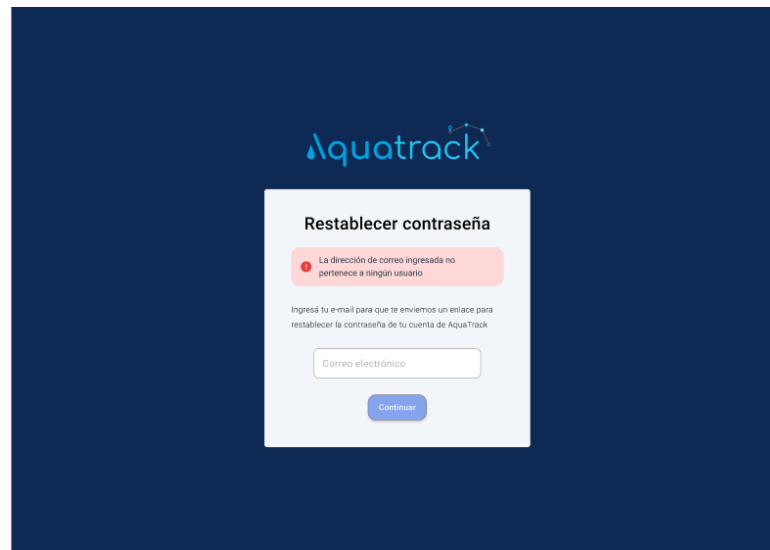 Aquatrack
Restablecer contraseña
La dirección de correo ingresada no
pertenece a ningún usuario
Ingresá tu e-mail para que te enviemos un enlace para
restablecer la contraseña de tu cuenta de AquaTrack
Correo electrónico
Continuar